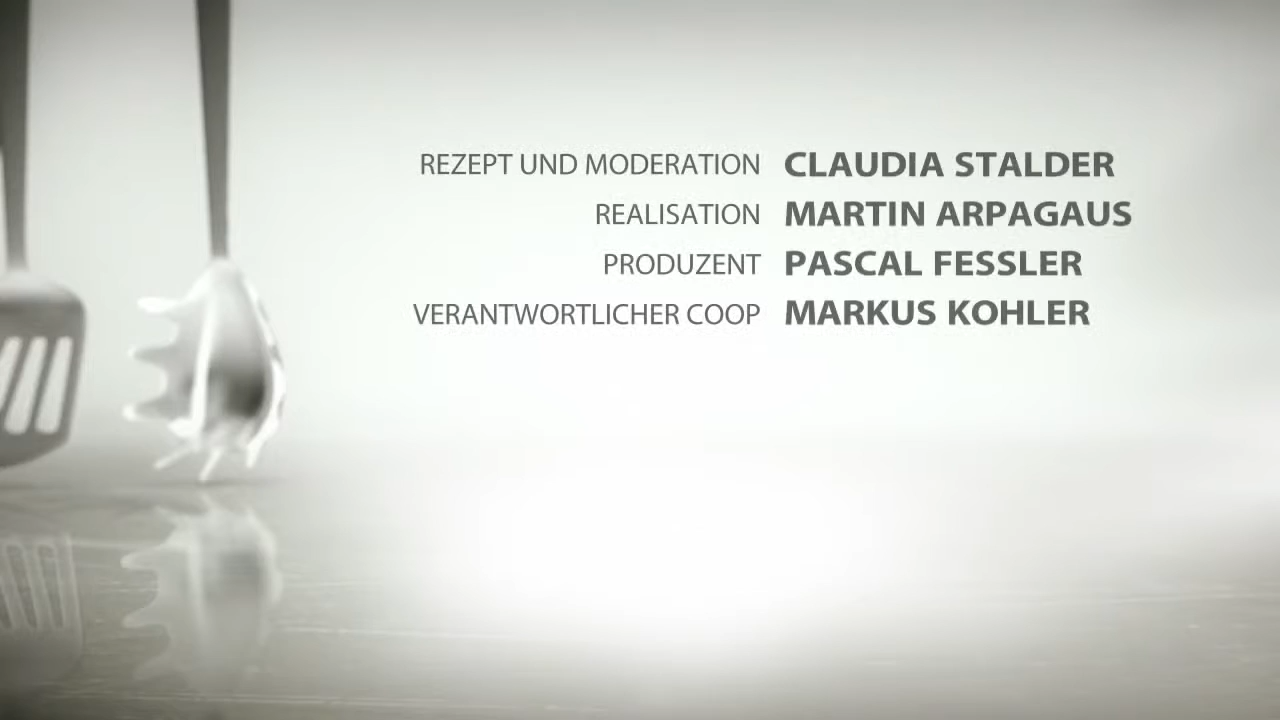 REZEPT UND MODERATION CLAUDIA STALDER
REALISATION MARTIN ARPAGAUS
PRODUZENT PASCAL FESSLER
VERANTWORTLICHER COOP MARKUS KOHLER